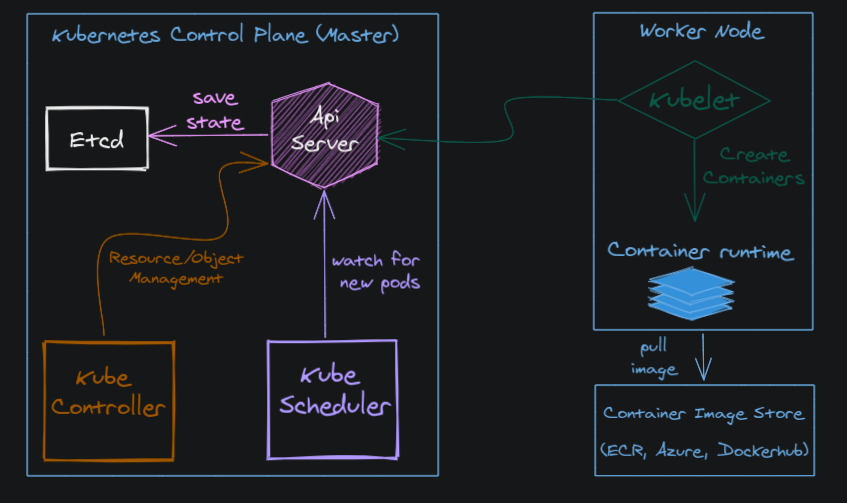 Kubernetes Control Plane (Master)
save
state
Etcd
Api
Server
Resource/Object
Management
watch for
new pods
Kube
Controller
Kube
Scheduler
Worker Node
Kubelet
Create
Containers
Container runtime
pull
image
Container Image Store
(ECR, Azure, Dockerhub)